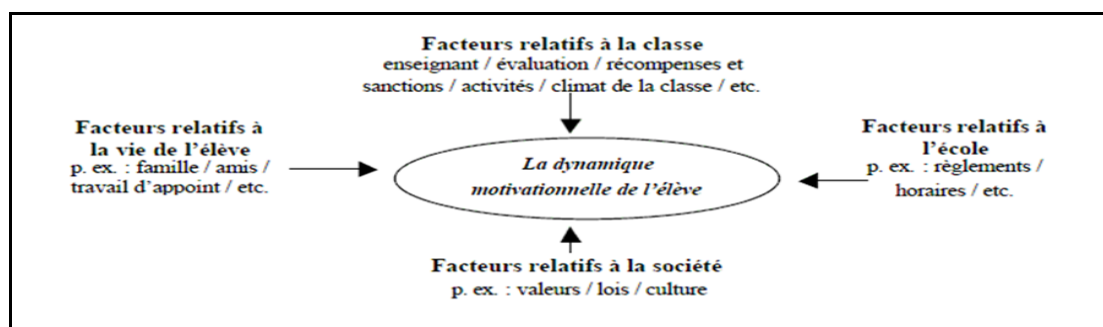 Facteurs relatifs à la classe
enseignant / évaluation / récompenses et
sanctions / activités / climat de la classe / etc.
Facteurs relatifs à
la vie de l'élève
p. ex. : famille / amis /
travail d'appoint / etc.
La dynamique
motivationnelle de l'élève
Facteurs relatifs à
l'école
p. ex. : règlements /
horaires / etc.
Facteurs relatifs à la société
p. ex. : valeurs / lois / culture